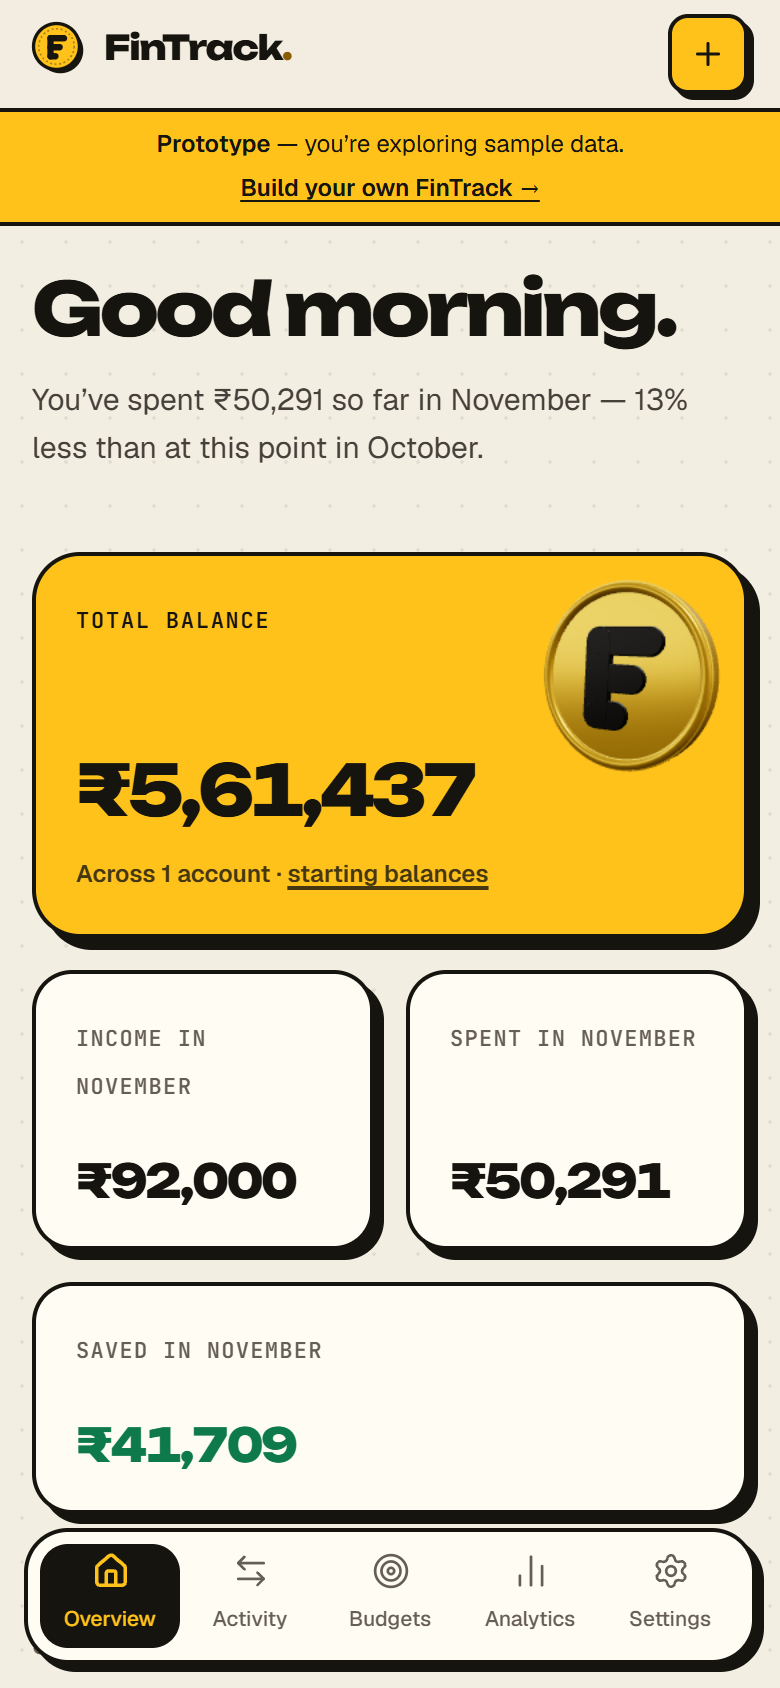 F FinTrack.
+
Prototype — you’re exploring sample data.
Build your own FinTrack →
Good morning.
You’ve spent ₹50,291 so far in November — 13%
less than at this point in October.
TOTAL BALANCE
F
₹5,61,437
Across 1 account · starting balances
INCOME IN
NOVEMBER
₹92,000
SPENT IN NOVEMBER
₹50,291
SAVED IN NOVEMBER
₹41,709
Overview Activity Budgets Analytics Settings